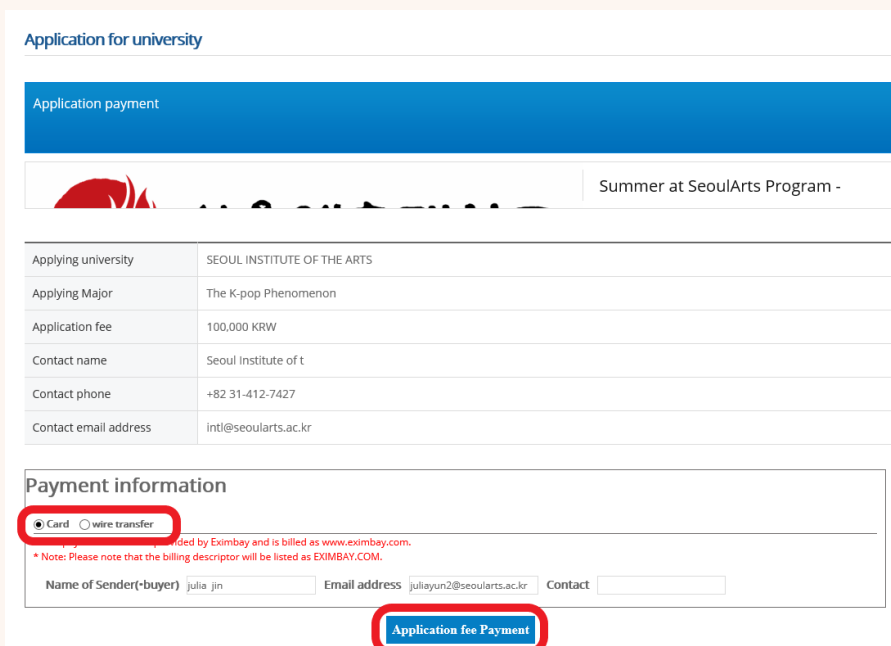 Application for university
Application payment
Summer at SeoulArts Program -
Applying university SEOUL INSTITUTE OF THE ARTS
Applying Major The K-pop Phenomenon
Application fee 100,000 KRW
Contact name Seoul Institute of t
Contact phone +82 31-412-7427
Contact email address intl@seoularts.ac.kr
Payment information
Card wire transfer
by Eximbay and is billed as www.eximbay.com.
* Note: Please note that the billing descriptor will be listed as EXIMBAY.COM.
Name of Sender(•buyer) julia jin Email address juliayun2@seoularts.ac.kr Contact
Application fee Payment